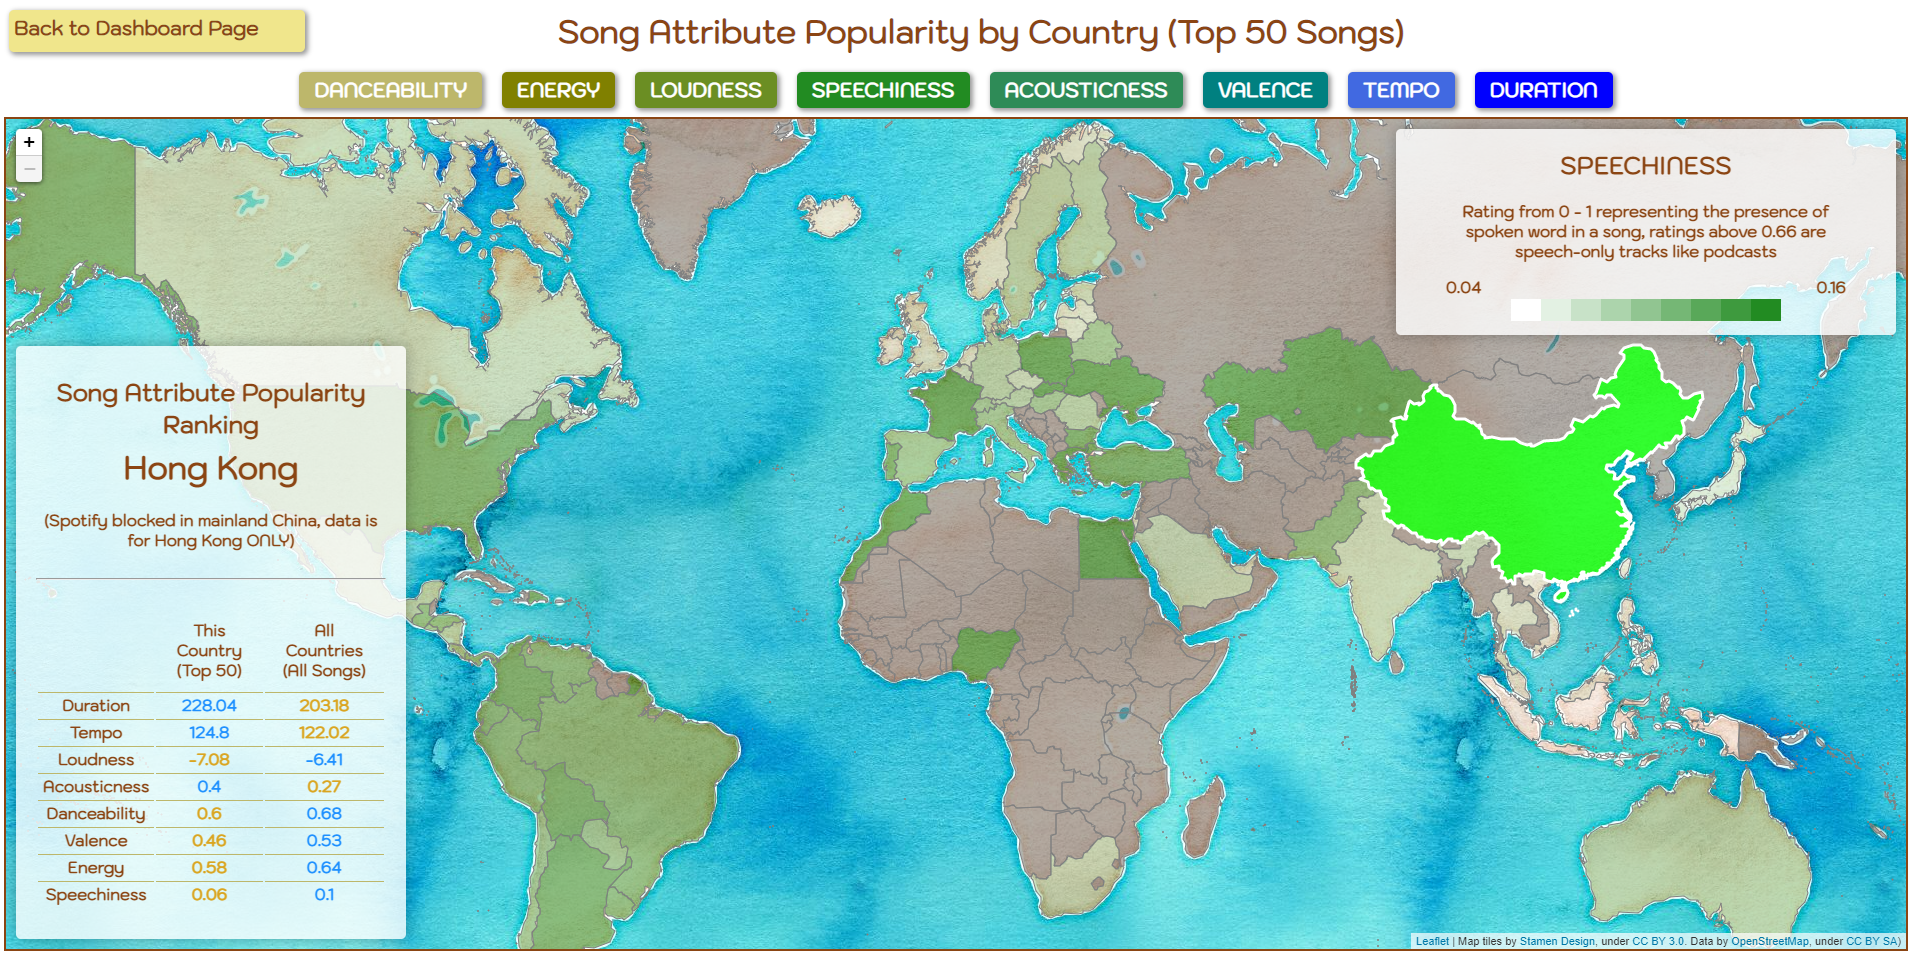 Back to Dashboard Page
Song Attribute Popularity by Country (Top 50 Songs)
DANCEABILITY ENERGY LOUDNESS SPEECHINESS ACOUSTICNESS VALENCE TEMPO DURATION
+
−
SPEECHINESS
Rating from 0 - 1 representing the presence of
spoken word in a song, ratings above 0.66 are
speech-only tracks like podcasts
0.04 0.16
Song Attribute Popularity
Ranking
Hong Kong
(Spotify blocked in mainland China, data is
for Hong Kong ONLY)
This All
Country Countries
(Top 50) (All Songs)
Duration 228.04 203.18
Tempo 124.8 122.02
Loudness -7.08 -6.41
Acousticness 0.4 0.27
Danceability 0.6 0.68
Valence 0.46 0.53
Energy 0.58 0.64
Speechiness 0.06 0.1
Leaflet | Map tiles by Stamen Design, under CC BY 3.0. Data by OpenStreetMap, under CC BY SA)